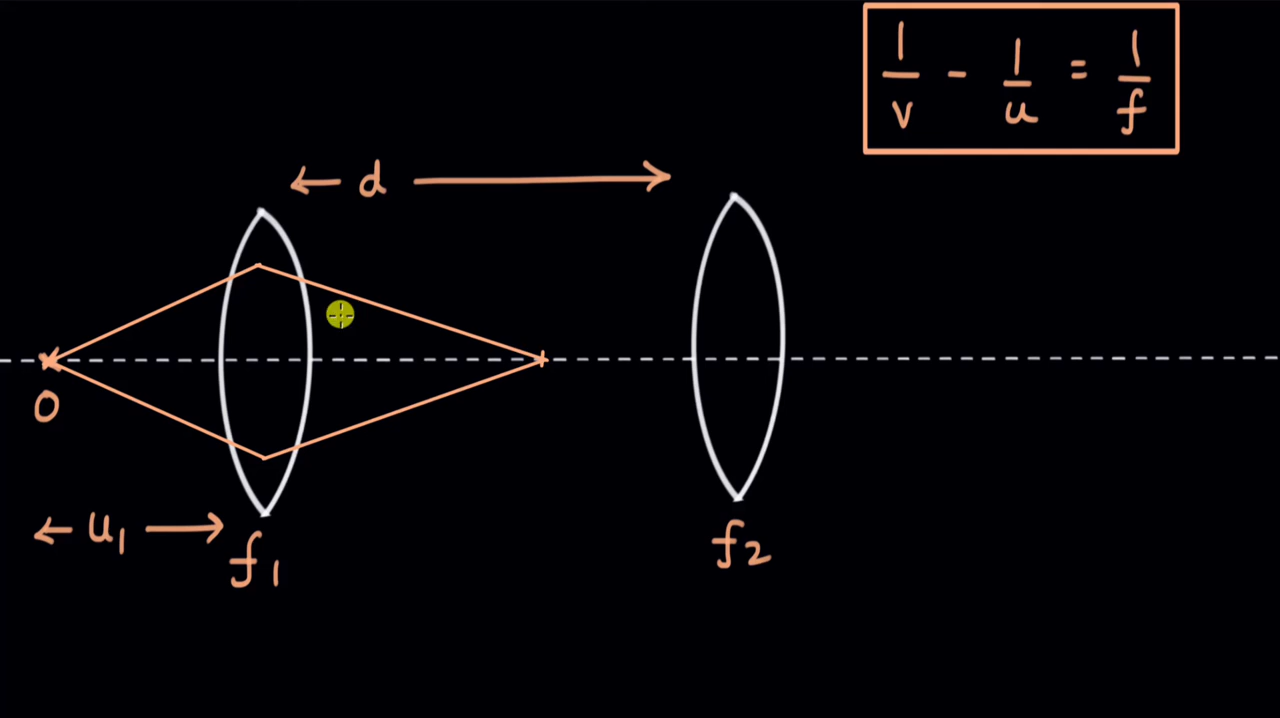 1/v - 1/u = 1/f
← d →
O
← u₁ →
f₁
f₂